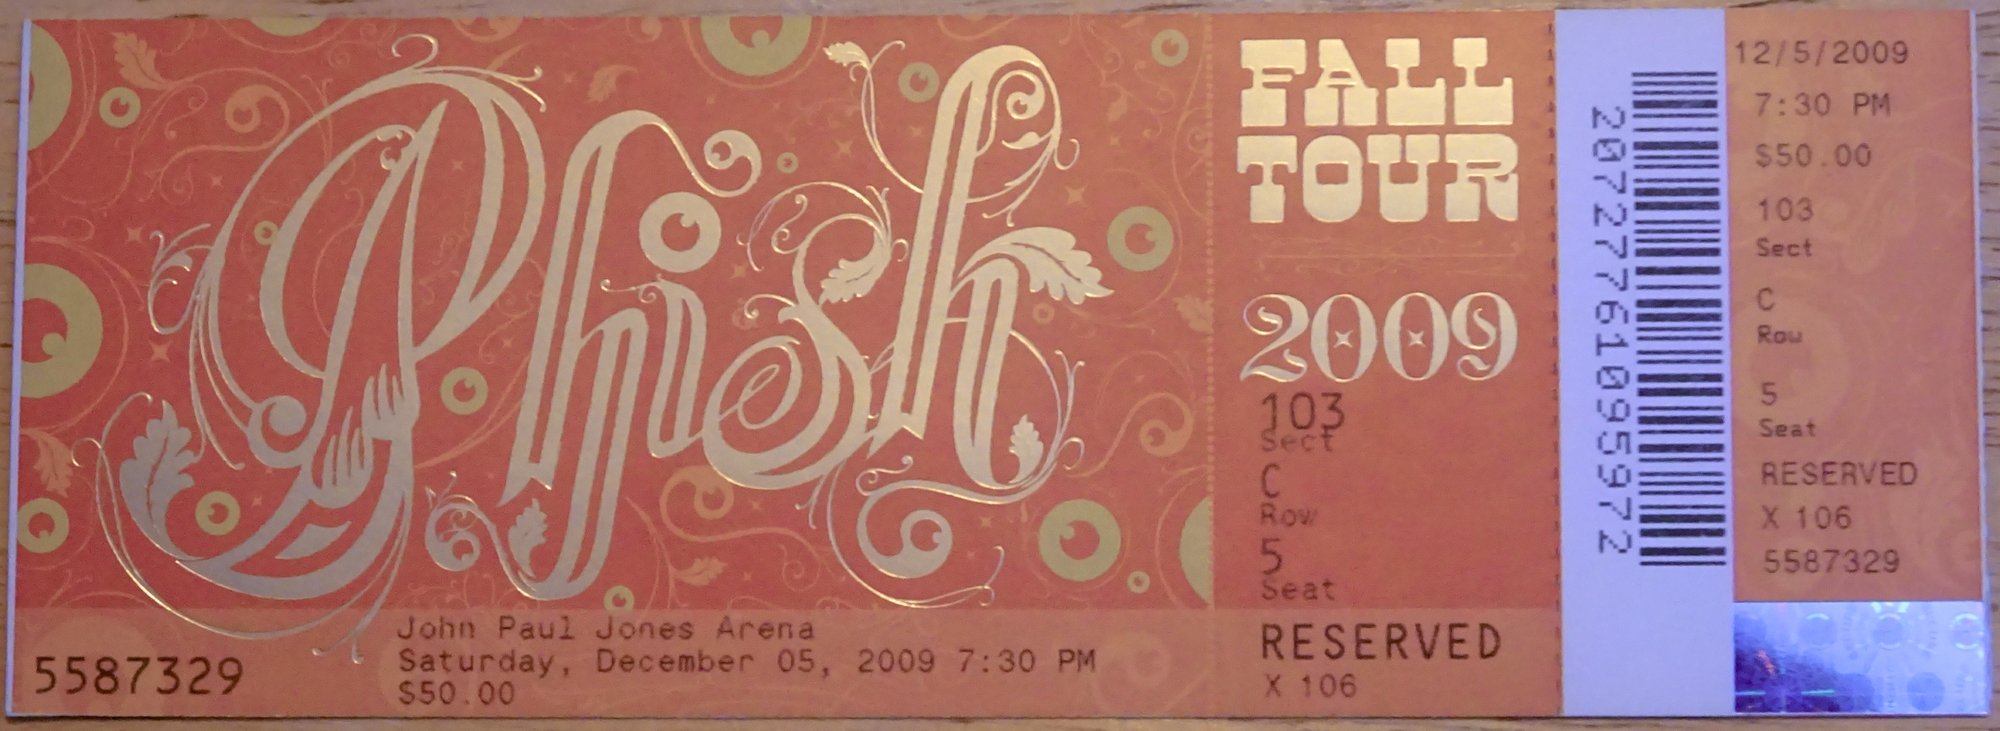 Phish
5587329
John Paul Jones Arena
Saturday, December 05, 2009 7:30 PM
$50.00
FALL
TOUR
2009
103
Sect
C
Row
5
Seat
RESERVED
X 106
20727761095972
12/5/2009
7:30 PM
$50.00
103
Sect
C
Row
5
Seat
RESERVED
X 106
5587329